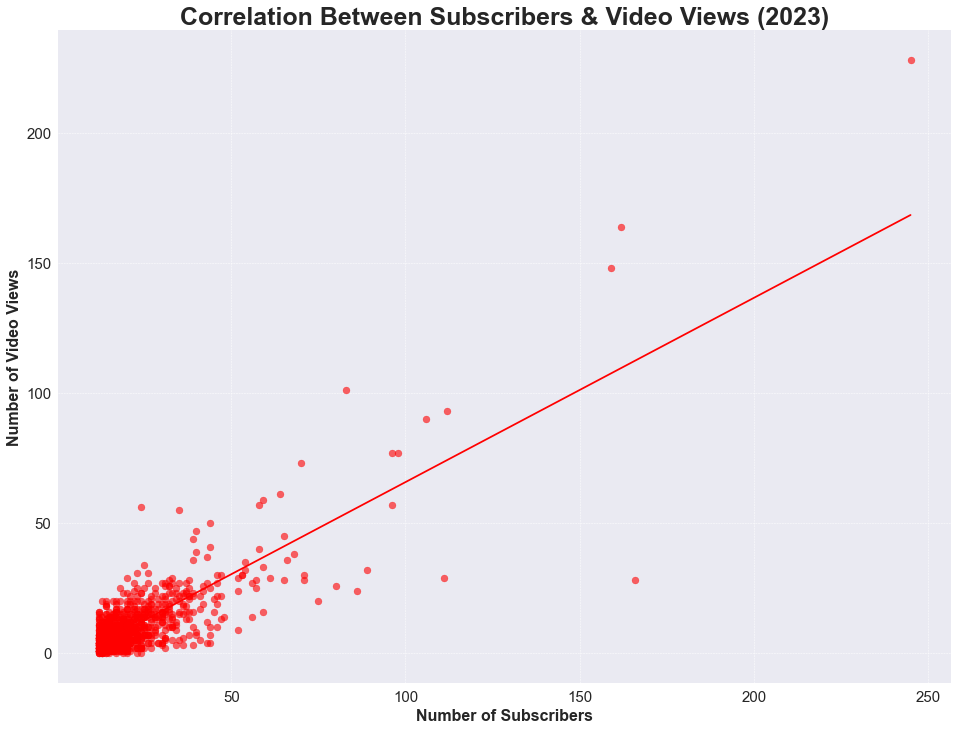 Correlation Between Subscribers & Video Views (2023)
Number of Video Views
200
150
100
50
0
50 100 150 200 250
Number of Subscribers